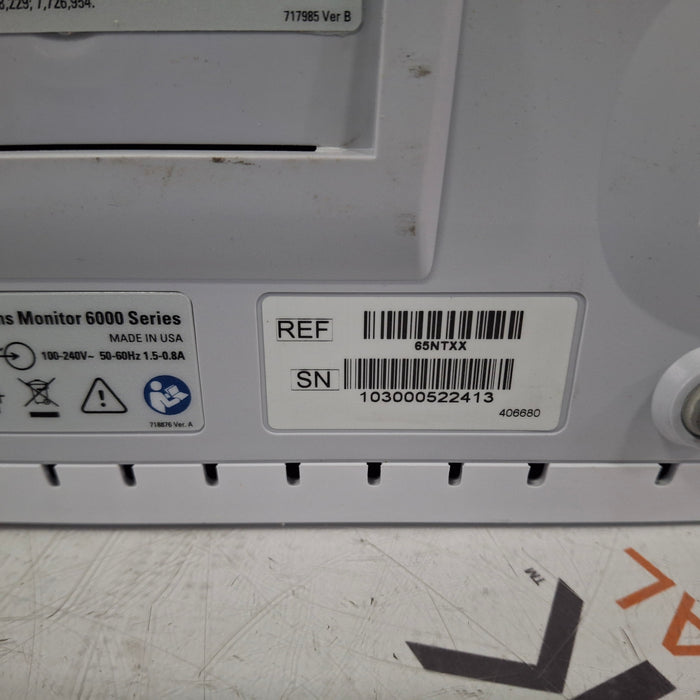 ,229; 7,726,954.
717985 Ver B
ns Monitor 6000 Series
MADE IN USA
100-240V~ 50-60Hz 1.5-0.8A
718876 Ver. A
REF
65NTXX
SN
103000522413
406680
TM
AL